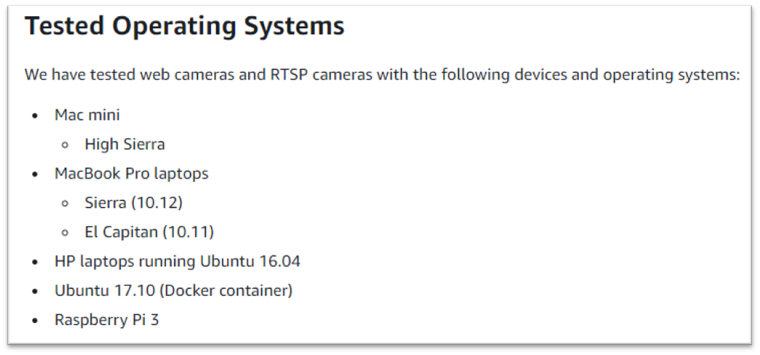 Tested Operating Systems
We have tested web cameras and RTSP cameras with the following devices and operating systems:
• Mac mini
◦ High Sierra
• MacBook Pro laptops
◦ Sierra (10.12)
◦ El Capitan (10.11)
• HP laptops running Ubuntu 16.04
• Ubuntu 17.10 (Docker container)
• Raspberry Pi 3